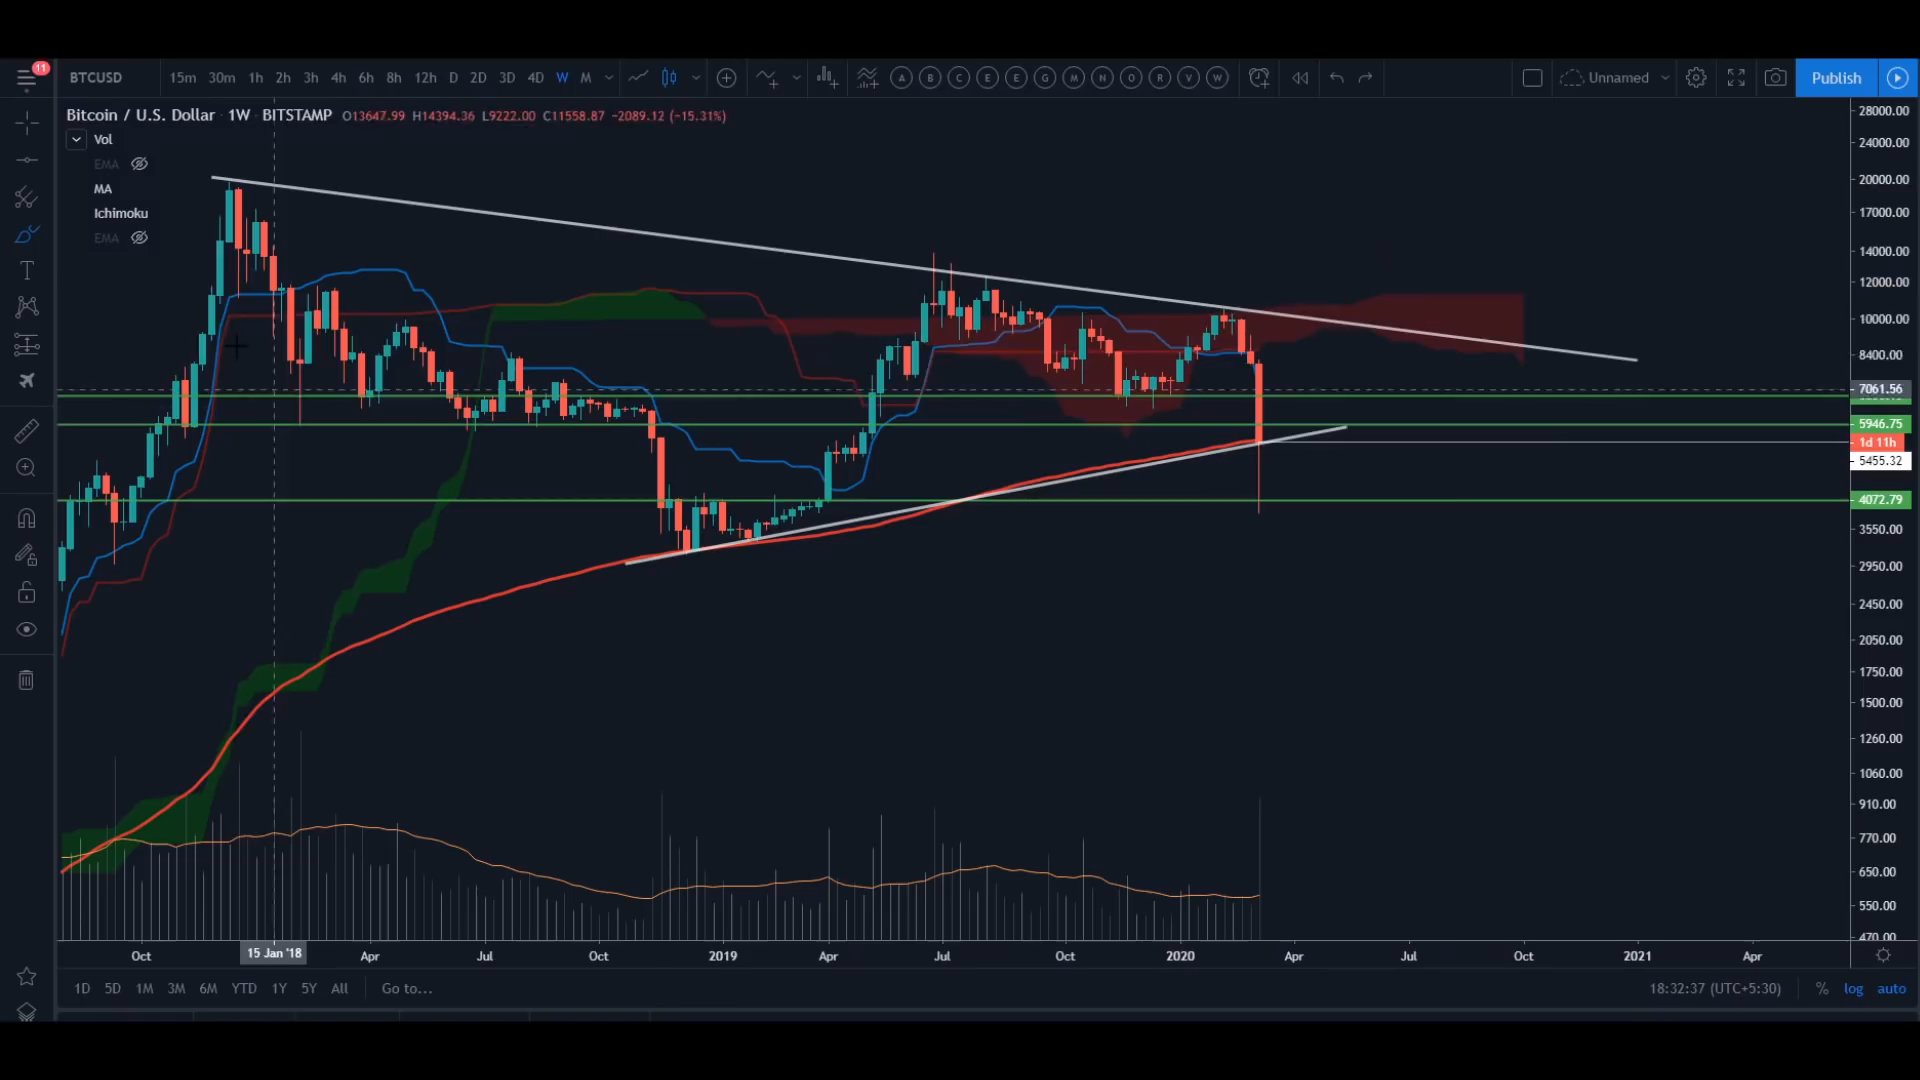 11
BTCUSD 15m 30m 1h 2h 3h 4h 6h 8h 12h D 2D 3D 4D W M A B C E E G M N O R V W Unnamed Publish
Bitcoin / U.S. Dollar 1W BITSTAMP O13647.99 H14394.36 L9222.00 C11558.87 -2089.12 (-15.31%)
Vol
EMA
MA
Ichimoku
EMA
28000.00
24000.00
20000.00
17000.00
14000.00
12000.00
10000.00
8400.00
7061.56
5946.75
1d 11h
5455.32
4072.79
3550.00
2950.00
2450.00
2050.00
1750.00
1500.00
1260.00
1060.00
910.00
770.00
650.00
550.00
470.00
Oct 15 Jan '18 Apr Jul Oct 2019 Apr Jul Oct 2020 Apr Jul Oct 2021 Apr
1D 5D 1M 3M 6M YTD 1Y 5Y All Go to... 18:32:37 (UTC+5:30) % log auto